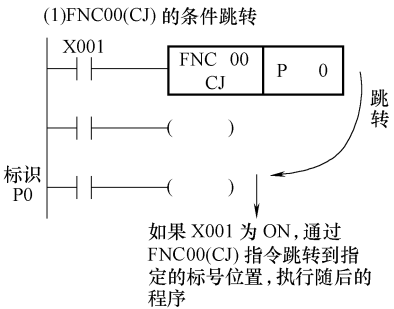 (1)FNC00(CJ)的条件跳转
X001
FNC 00
CJ
P 0
跳转
标识
P0
如果 X001 为 ON,通过
FNC00(CJ) 指令跳转到指
定的标号位置,执行随后的
程序